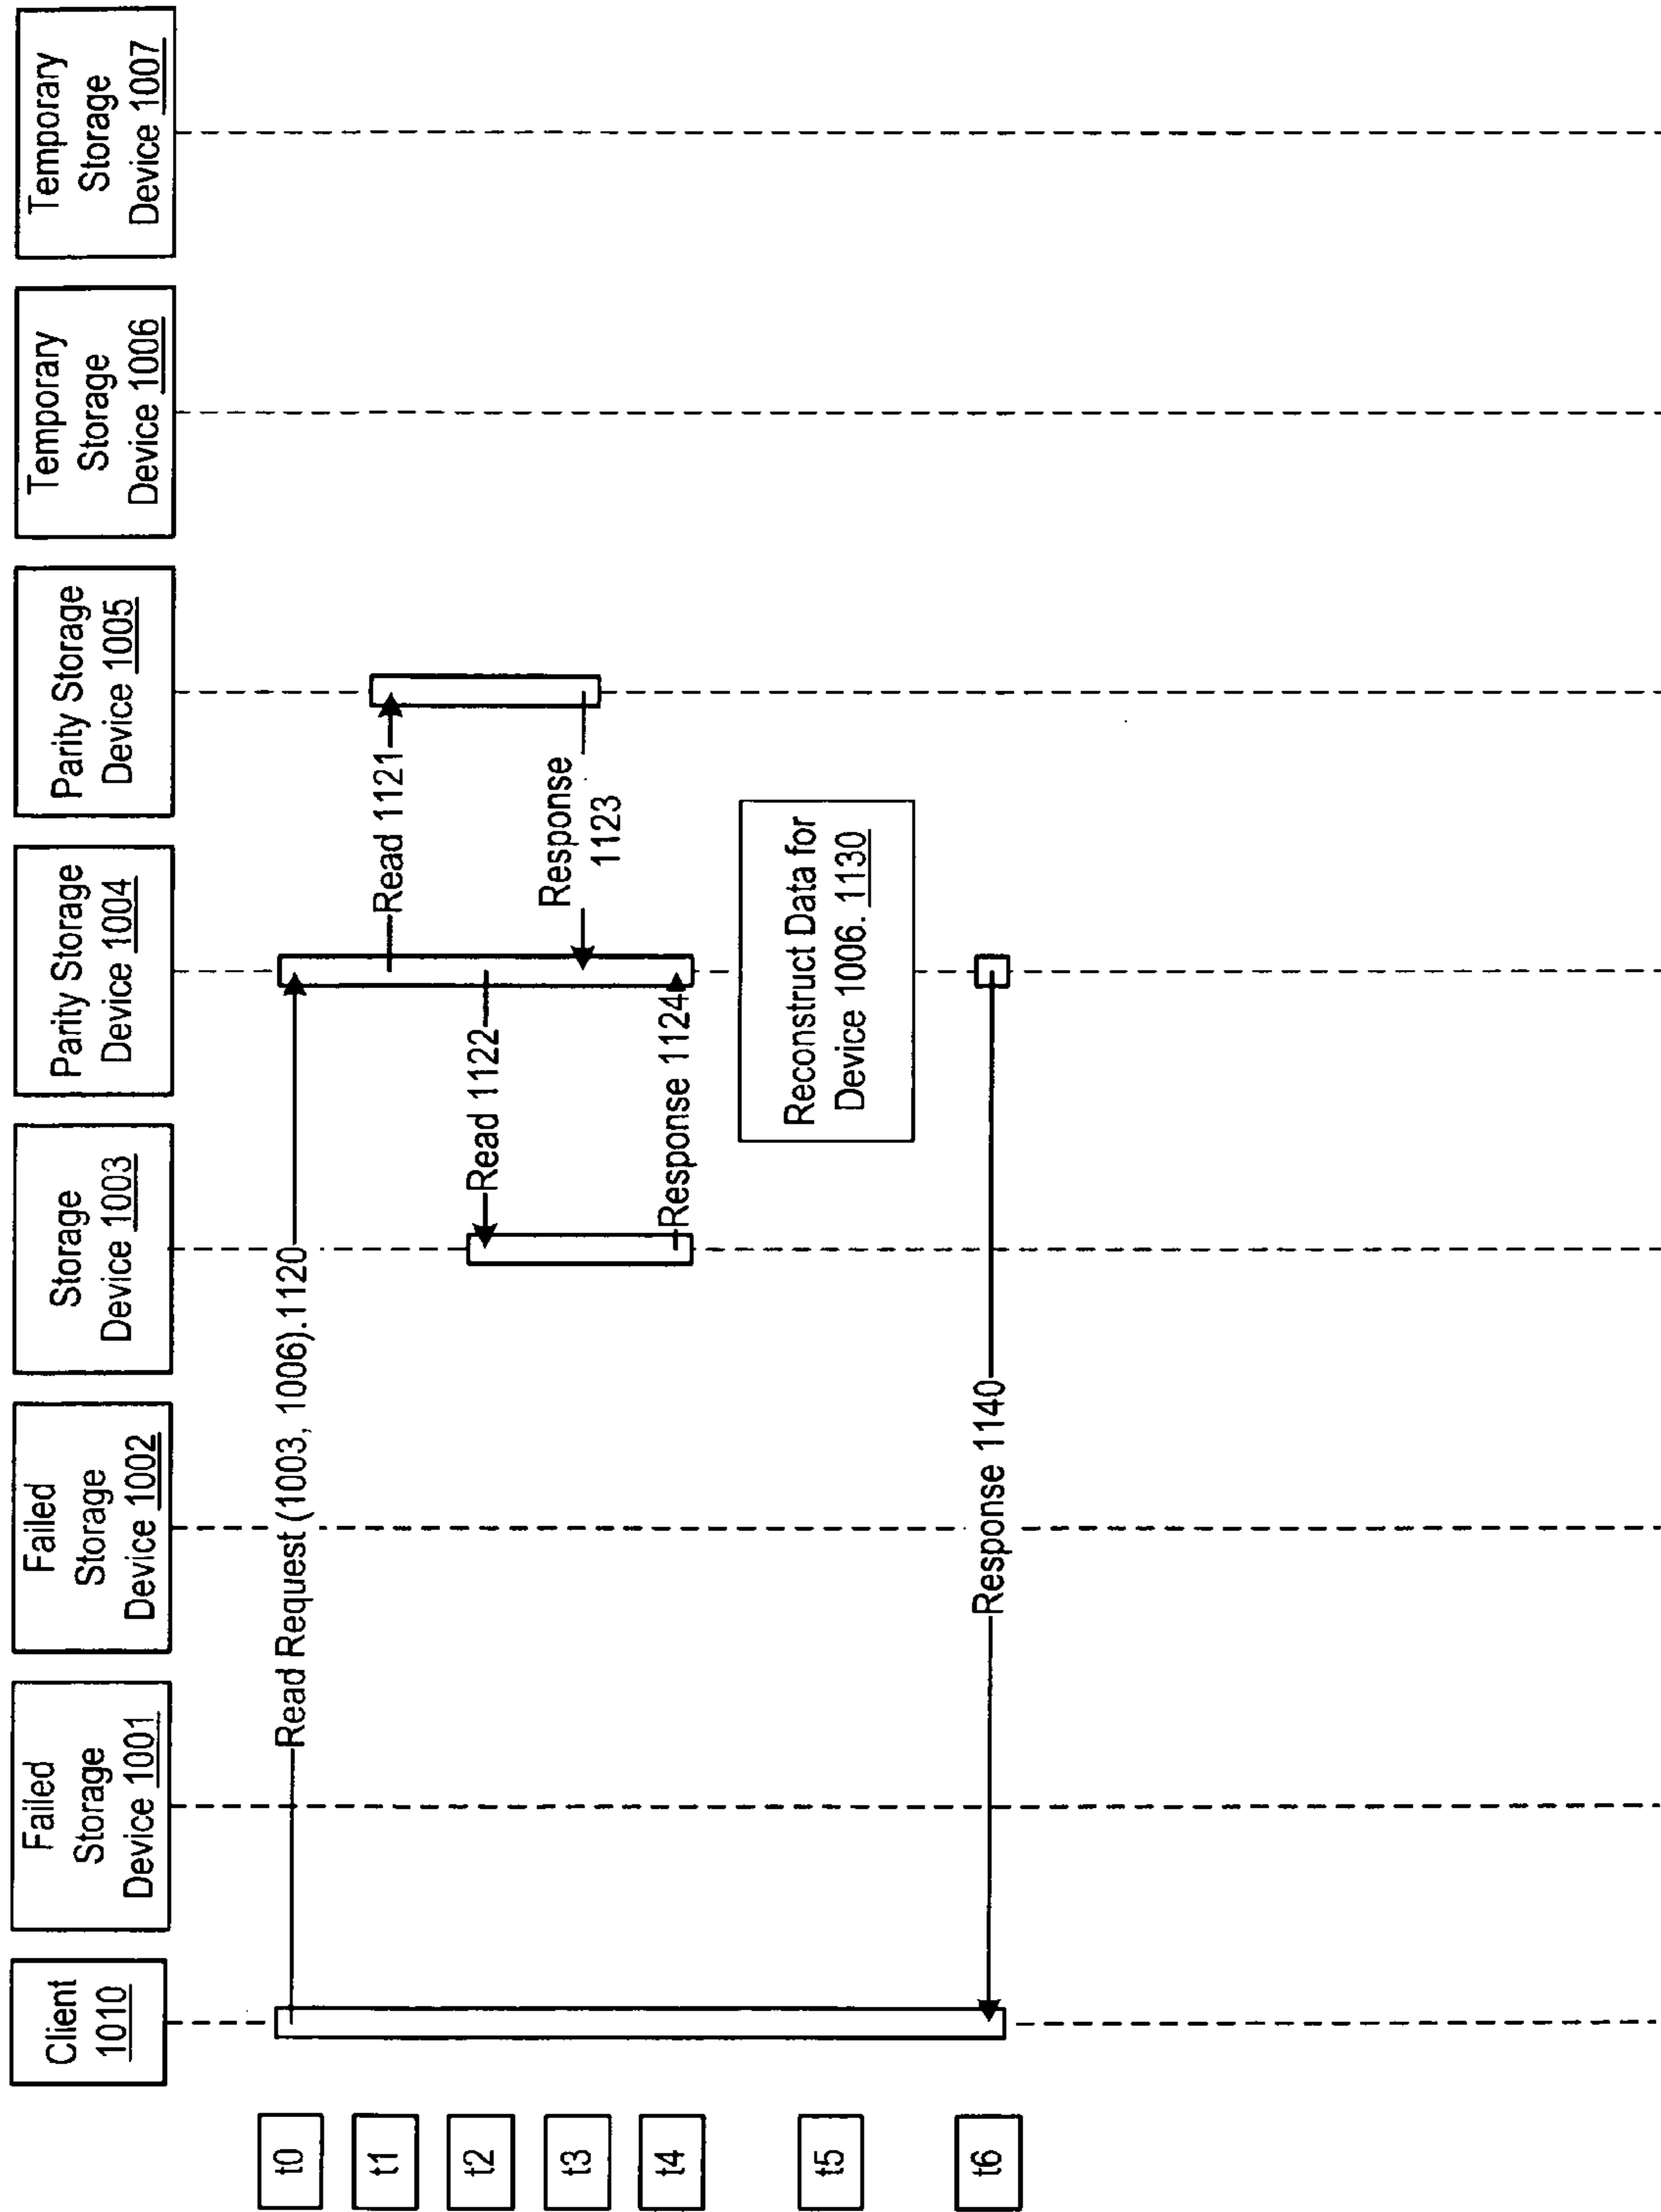 Client
1010
Failed
Storage
Device 1001
Failed
Storage
Device 1002
Storage
Device 1003
Parity Storage
Device 1004
Parity Storage
Device 1005
Temporary
Storage
Device 1006
Temporary
Storage
Device 1007
t0
Read Request (1003, 1006).1120
t1
Read 1121
t2
Read 1122
t3
Response
1123
t4
Response 1124
t5
Reconstruct Data for
Device 1006. 1130
t6
Response 1140